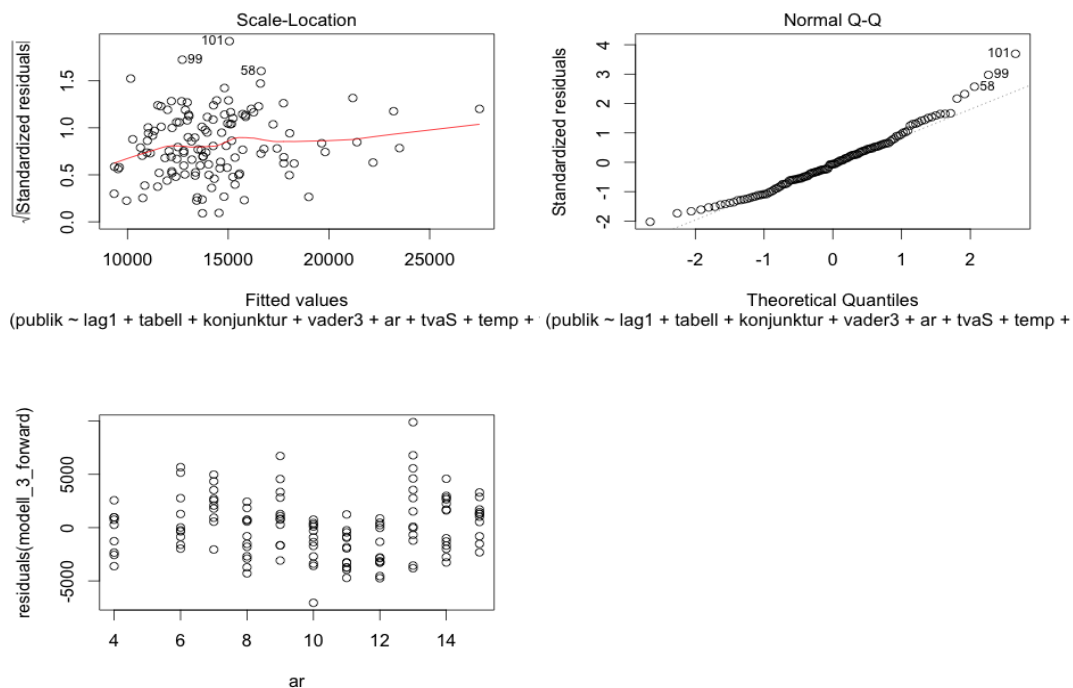 Scale-Location
√|Standardized residuals|
0.0 0.5 1.0 1.5
101
99
58
10000 15000 20000 25000
Fitted values
(publik ~ lag1 + tabell + konjunktur + vader3 + ar + tvaS + temp +
Normal Q-Q
Standardized residuals
-2 -1 0 1 2 3 4
101
99
58
-2 -1 0 1 2
Theoretical Quantiles
(publik ~ lag1 + tabell + konjunktur + vader3 + ar + tvaS + temp +
residuals(modell_3_forward)
-5000 0 5000
4 6 8 10 12 14
ar